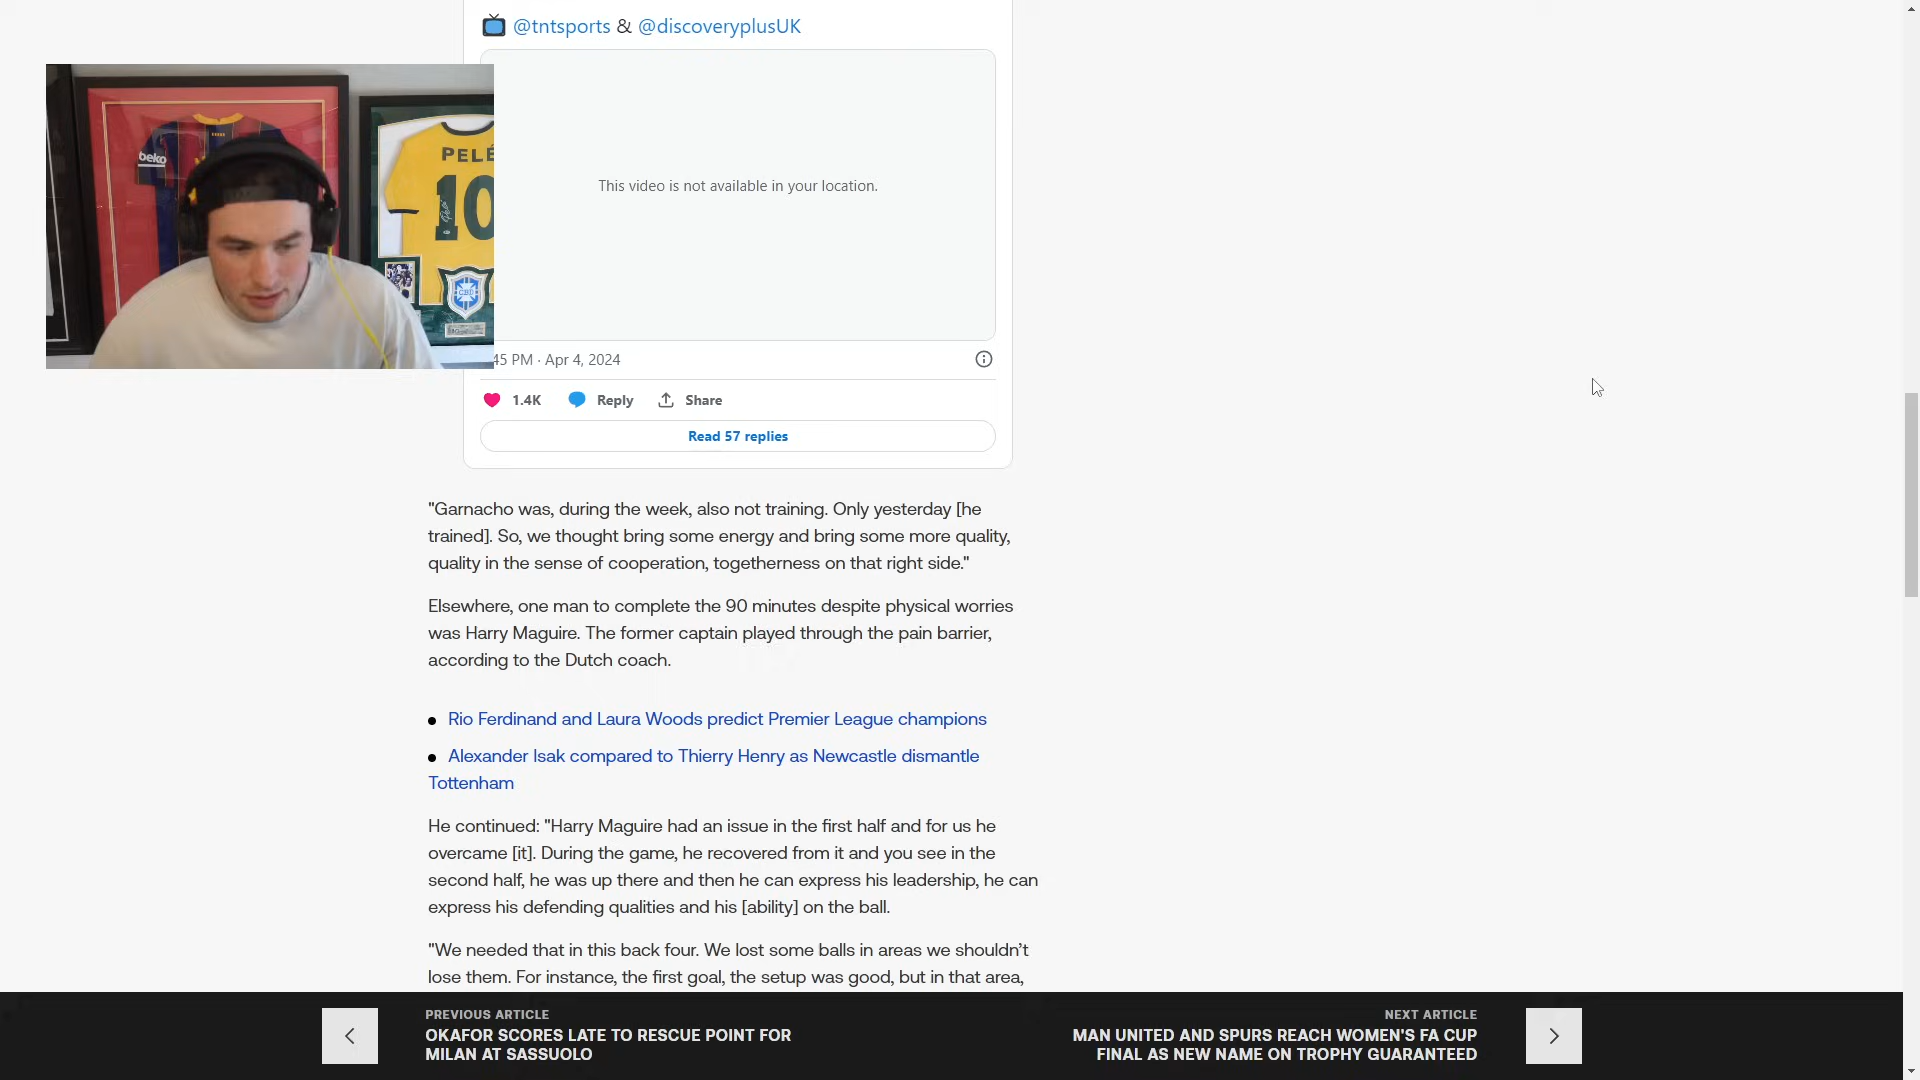 @tntsports & @discoveryplusUK
beko
PELÉ
10
CBD
This video is not available in your location.
45 PM · Apr 4, 2024
1.4K Reply Share
Read 57 replies
"Garnacho was, during the week, also not training. Only yesterday [he
trained]. So, we thought bring some energy and bring some more quality,
quality in the sense of cooperation, togetherness on that right side."
Elsewhere, one man to complete the 90 minutes despite physical worries
was Harry Maguire. The former captain played through the pain barrier,
according to the Dutch coach.
Rio Ferdinand and Laura Woods predict Premier League champions
Alexander Isak compared to Thierry Henry as Newcastle dismantle
Tottenham
He continued: "Harry Maguire had an issue in the first half and for us he
overcame [it]. During the game, he recovered from it and you see in the
second half, he was up there and then he can express his leadership, he can
express his defending qualities and his [ability] on the ball.
"We needed that in this back four. We lost some balls in areas we shouldn't
lose them. For instance, the first goal, the setup was good, but in that area,
PREVIOUS ARTICLE
OKAFOR SCORES LATE TO RESCUE POINT FOR
MILAN AT SASSUOLO
NEXT ARTICLE
MAN UNITED AND SPURS REACH WOMEN'S FA CUP
FINAL AS NEW NAME ON TROPHY GUARANTEED